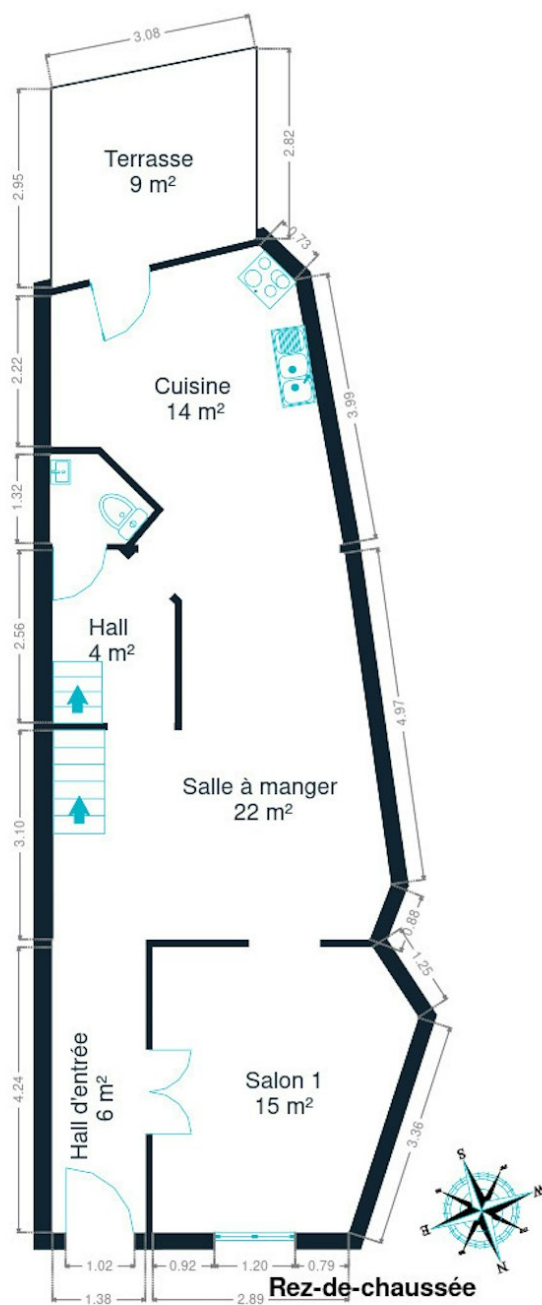 3.08
2.95
2.82
Terrasse
9 m²
0.73
2.22
Cuisine
14 m²
3.99
1.32
2.56
Hall
4 m²
4.97
Salle à manger
22 m²
3.10
0.88
1.25
4.24
Hall d'entrée
6 m²
Salon 1
15 m²
3.36
S
W
E
N
1.02
0.92
1.20
0.79
1.38
2.89
Rez-de-chaussée